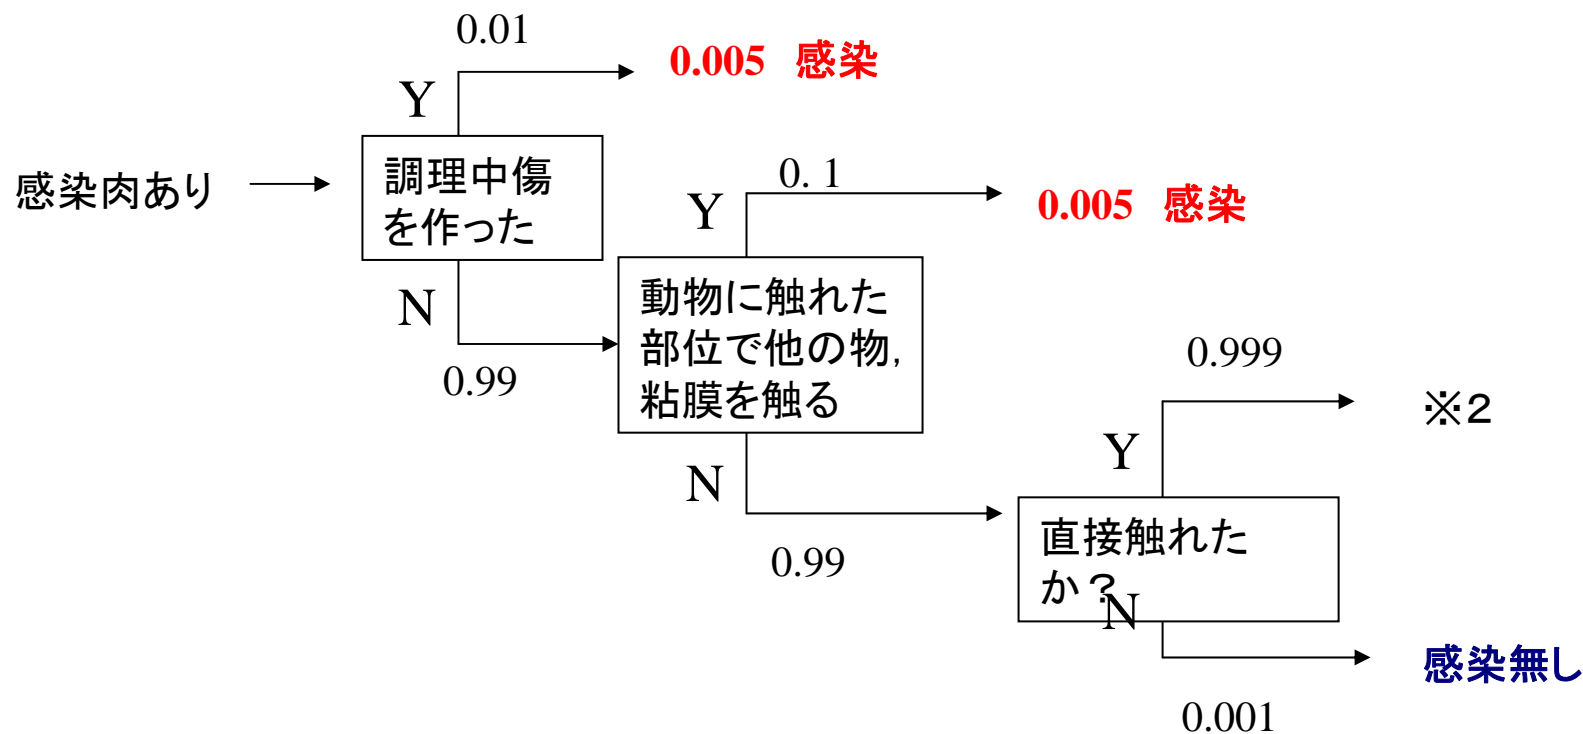 0.01
0.005 感染
Y
感染肉あり
調理中傷
を作った
0. 1
Y
0.005 感染
N
0.99
動物に触れた
部位で他の物,
粘膜を触る
0.999
※2
Y
N
0.99
直接触れた
か?
N
感染無し
0.001